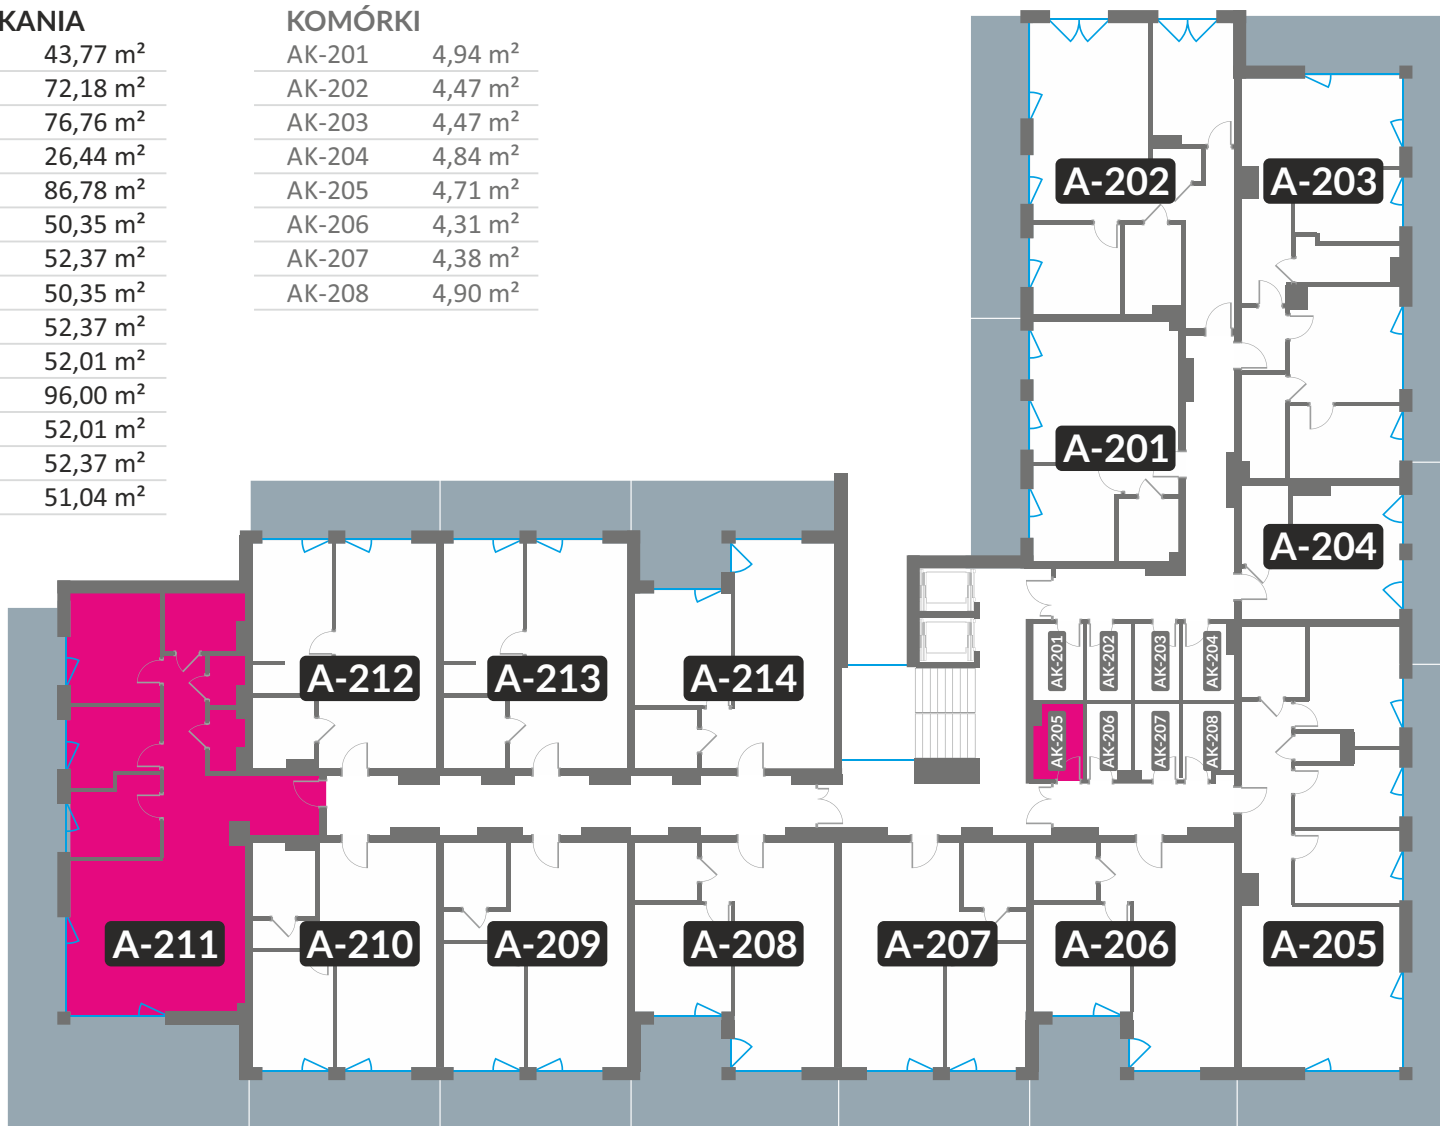 KANIA
43,77 m²
72,18 m²
76,76 m²
26,44 m²
86,78 m²
50,35 m²
52,37 m²
50,35 m²
52,37 m²
52,01 m²
96,00 m²
52,01 m²
52,37 m²
51,04 m²
KOMÓRKI
AK-201 4,94 m²
AK-202 4,47 m²
AK-203 4,47 m²
AK-204 4,84 m²
AK-205 4,71 m²
AK-206 4,31 m²
AK-207 4,38 m²
AK-208 4,90 m²
A-202
A-203
A-201
A-204
AK-201
AK-202
AK-203
AK-204
A-212
A-213
A-214
AK-205
AK-206
AK-207
AK-208
A-211
A-210
A-209
A-208
A-207
A-206
A-205